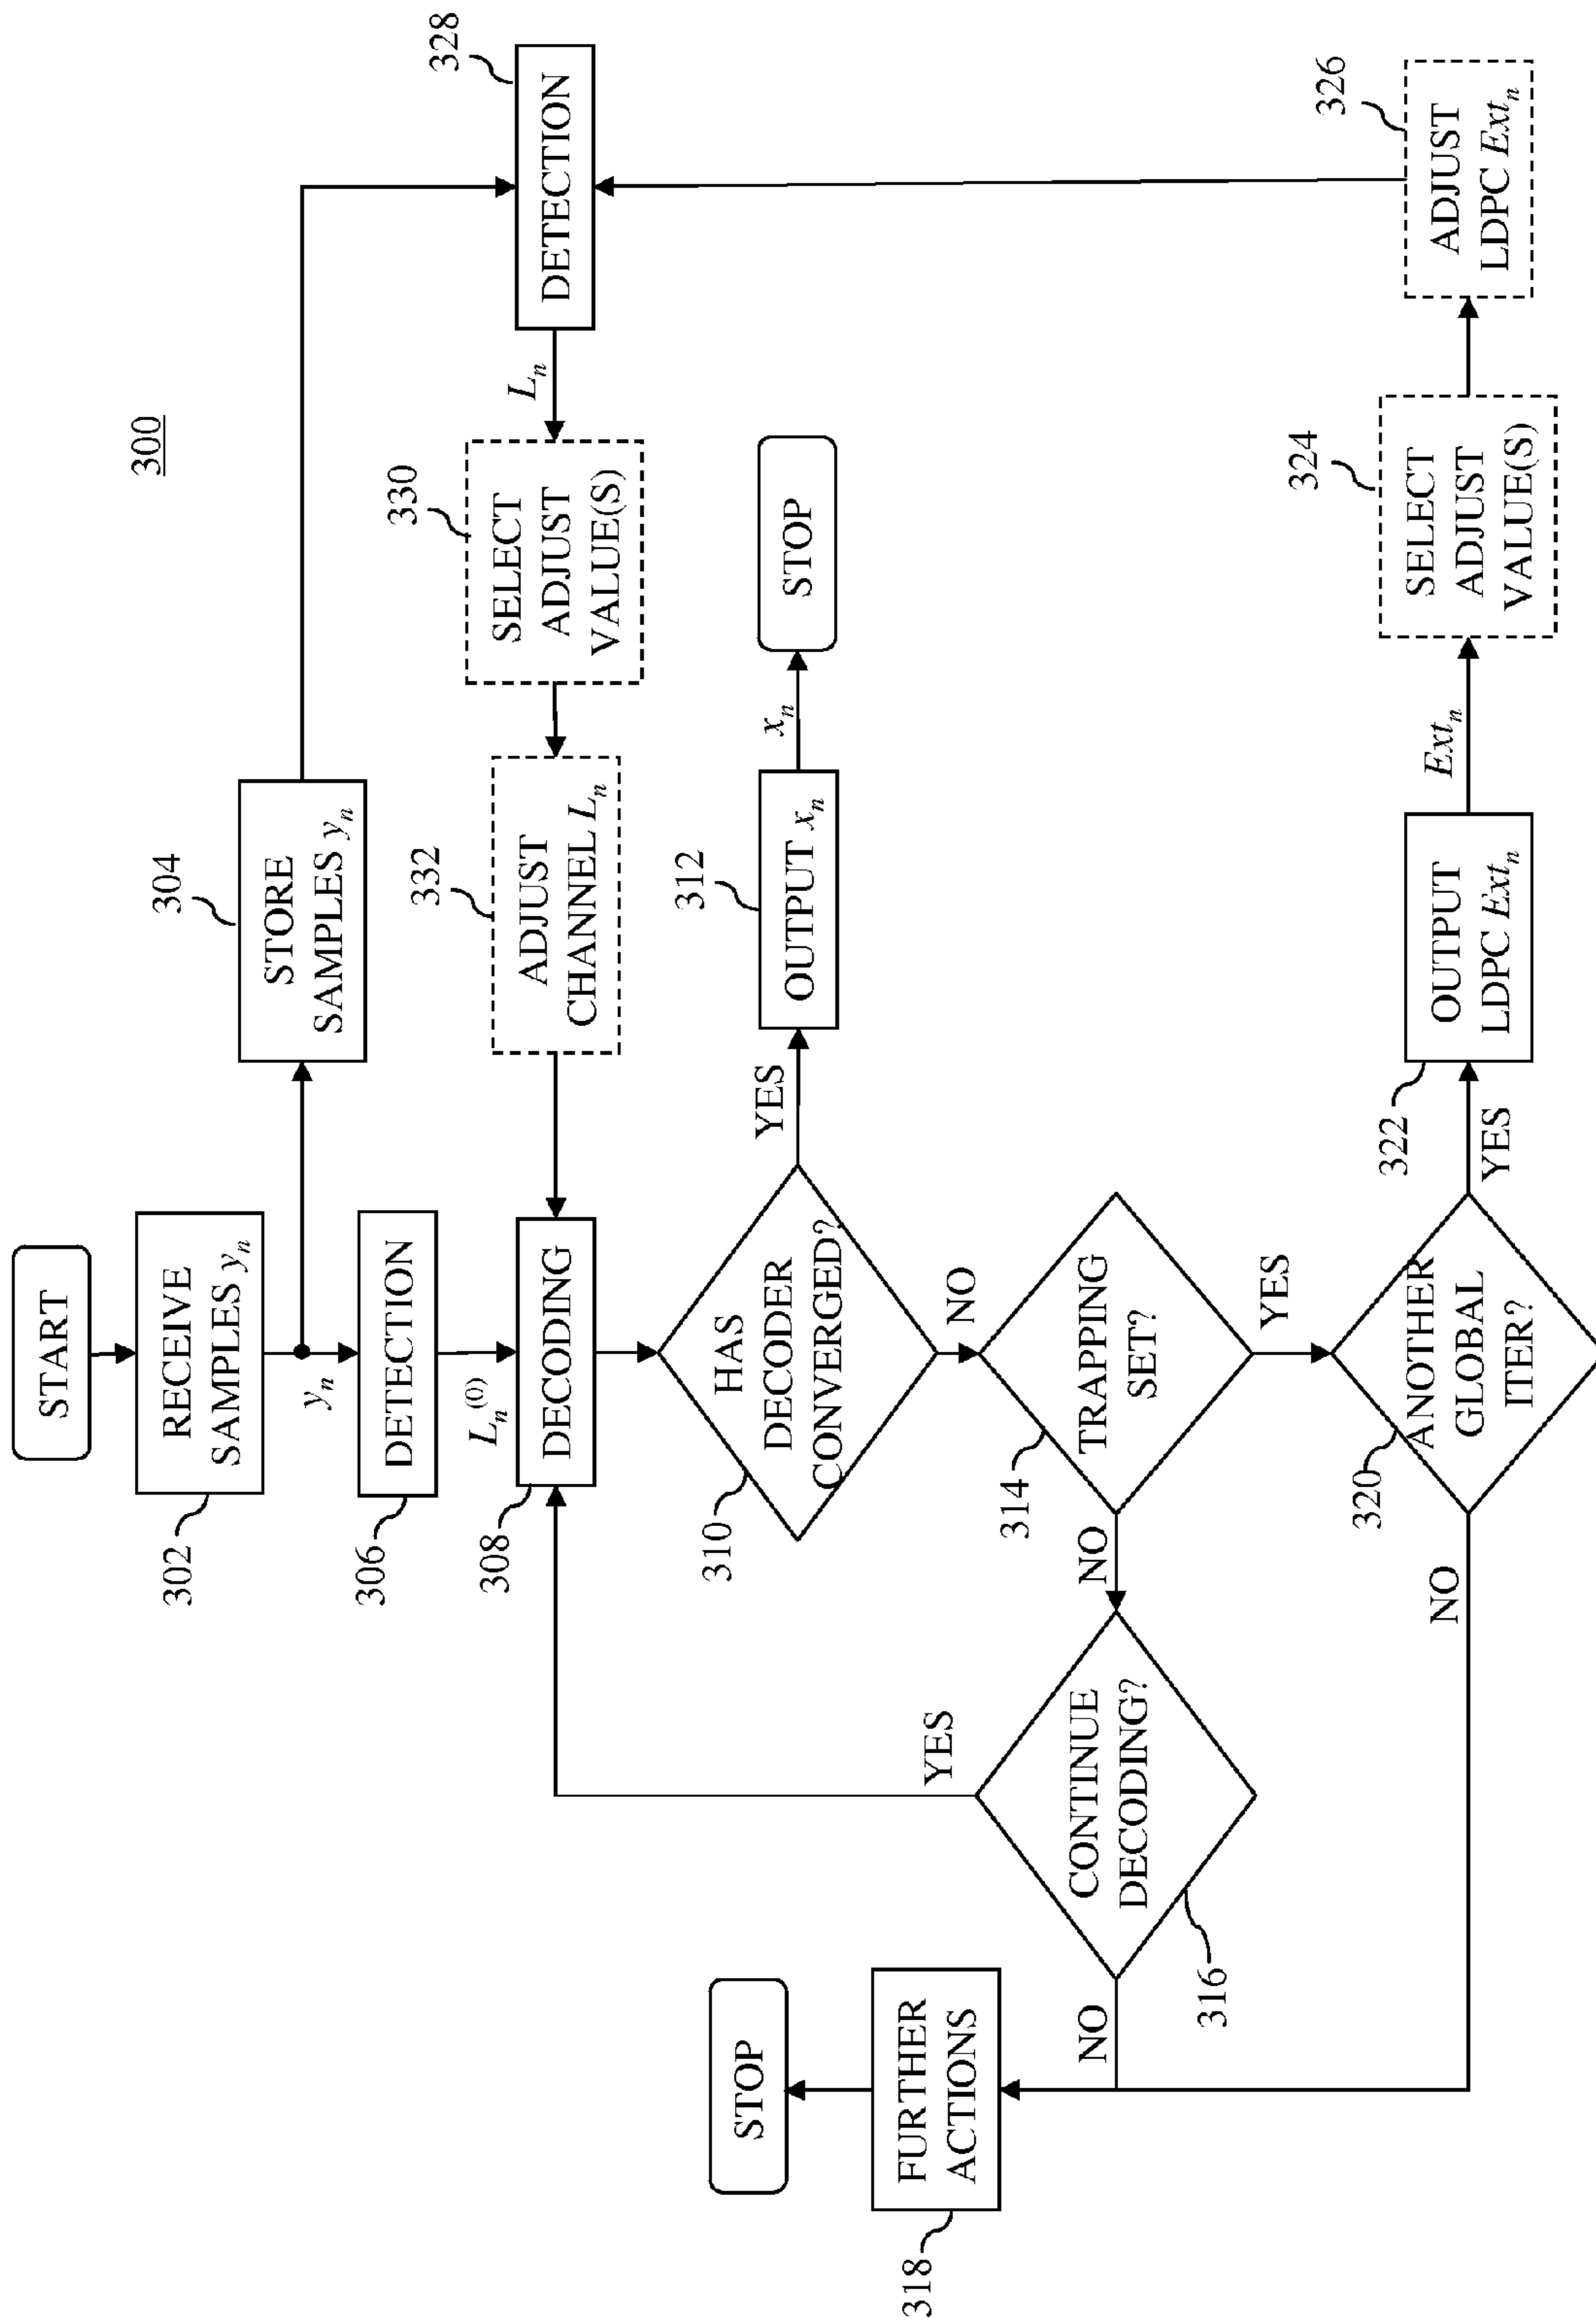 300
START
302
RECEIVE
SAMPLES yₙ
304
STORE
SAMPLES yₙ
yₙ
306
DETECTION
Lₙ⁽⁰⁾
308
DECODING
332
ADJUST
CHANNEL Lₙ
330
SELECT
ADJUST
VALUE(S)
Lₙ
328
DETECTION
310
HAS
DECODER
CONVERGED?
YES
312
OUTPUT xₙ
xₙ
STOP
NO
314
TRAPPING
SET?
NO
YES
316
CONTINUE
DECODING?
YES
NO
STOP
318
FURTHER
ACTIONS
320
ANOTHER
GLOBAL
ITER?
NO
YES
322
OUTPUT
LDPC Extₙ
Extₙ
324
SELECT
ADJUST
VALUE(S)
326
ADJUST
LDPC Extₙ